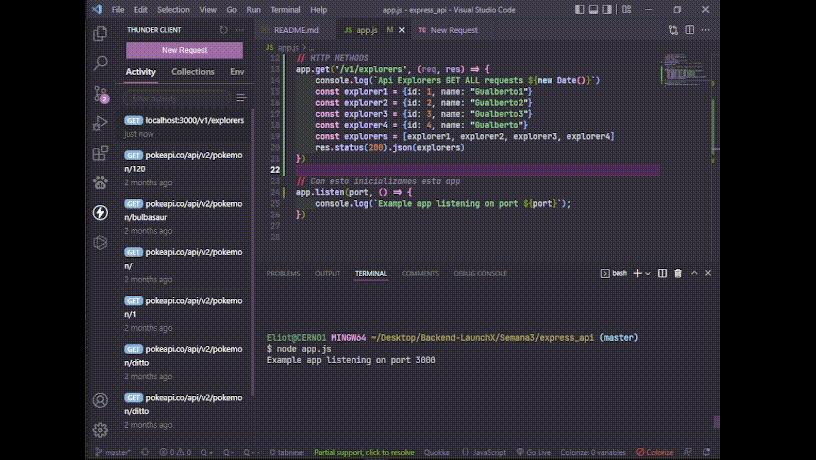 File Edit Selection View Go Run Terminal Help app.js - express_api - Visual Studio Code
THUNDER CLIENT
New Request
Activity Collections Env
GET localhost:3000/v1/explorers
just now
GET pokeapi.co/api/v2/pokemo
n/120
2 months ago
GET pokeapi.co/api/v2/pokemo
n/bulbasaur
2 months ago
GET pokeapi.co/api/v2/pokemo
n/
2 months ago
GET pokeapi.co/api/v2/pokemo
n/1
2 months ago
GET pokeapi.co/api/v2/pokemo
n/ditto
2 months ago
GET pokeapi.co/api/v2/pokemo
n/ditto
2 months ago
README.md app.js M New Request
JS app.js > ...
12 // HTTP METHODS
13 app.get('/v1/explorers', (req, res) => {
14 console.log(`Api Explorers GET ALL requests ${new Date()}`)
15 const explorer1 = {id: 1, name: "Gualberto1"}
16 const explorer2 = {id: 2, name: "Gualberto2"}
17 const explorer3 = {id: 3, name: "Gualberto3"}
18 const explorer4 = {id: 4, name: "Gualberto"}
19 const explorers = [explorer1, explorer2, explorer3, explorer4]
20 res.status(200).json(explorers)
21 })
22
23 // Con esto inicializamos esta app
24 app.listen(port, () => {
25 console.log(`Example app listening on port ${port}`);
26 })
27
28
PROBLEMS OUTPUT TERMINAL COMMENTS DEBUG CONSOLE bash
Eliot@CERNO1 MINGW64 ~/Desktop/Backend-LaunchX/Semana3/express_api (master)
$ node app.js
Example app listening on port 3000
master* 0 0 tabnine Partial support, click to resolve Quokka {} JavaScript Go Live Colorize: 0 variables Colorize